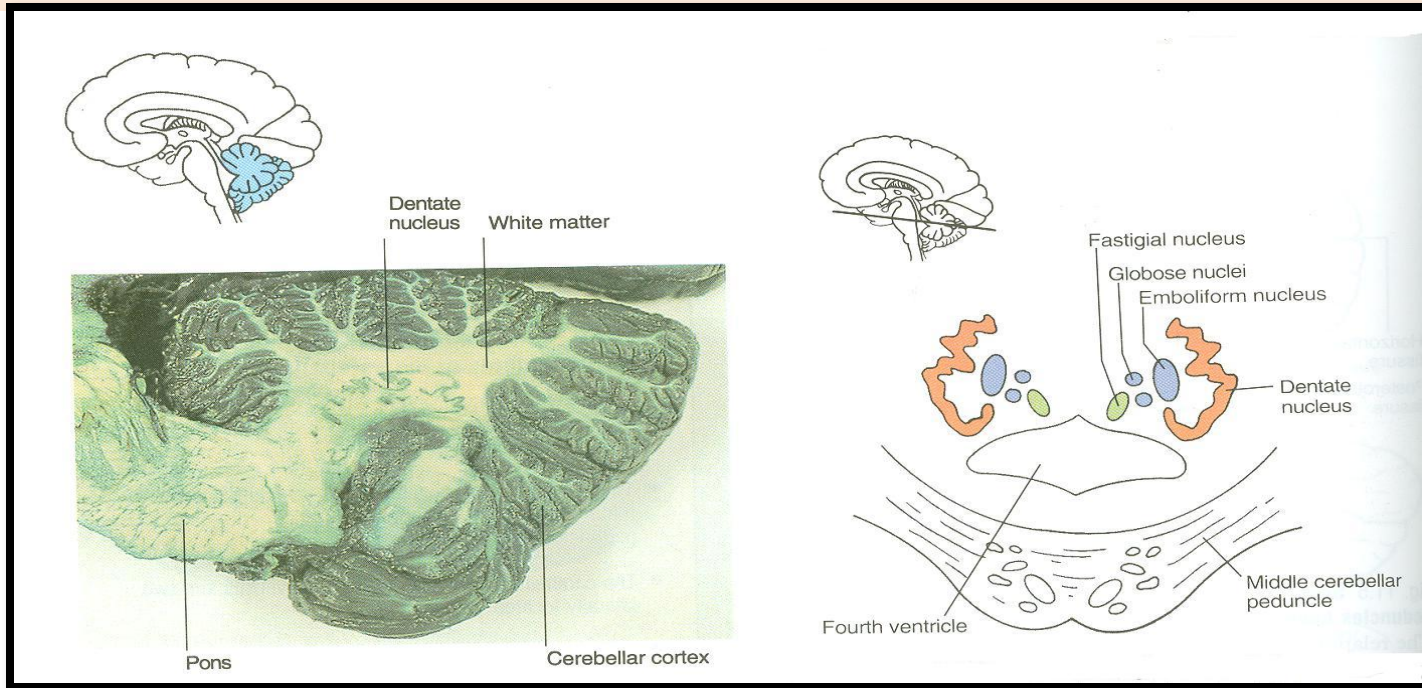 Dentate
nucleus
White matter
Pons
Cerebellar cortex
Fastigial nucleus
Globose nuclei
Emboliform nucleus
Dentate
nucleus
Middle cerebellar
peduncle
Fourth ventricle